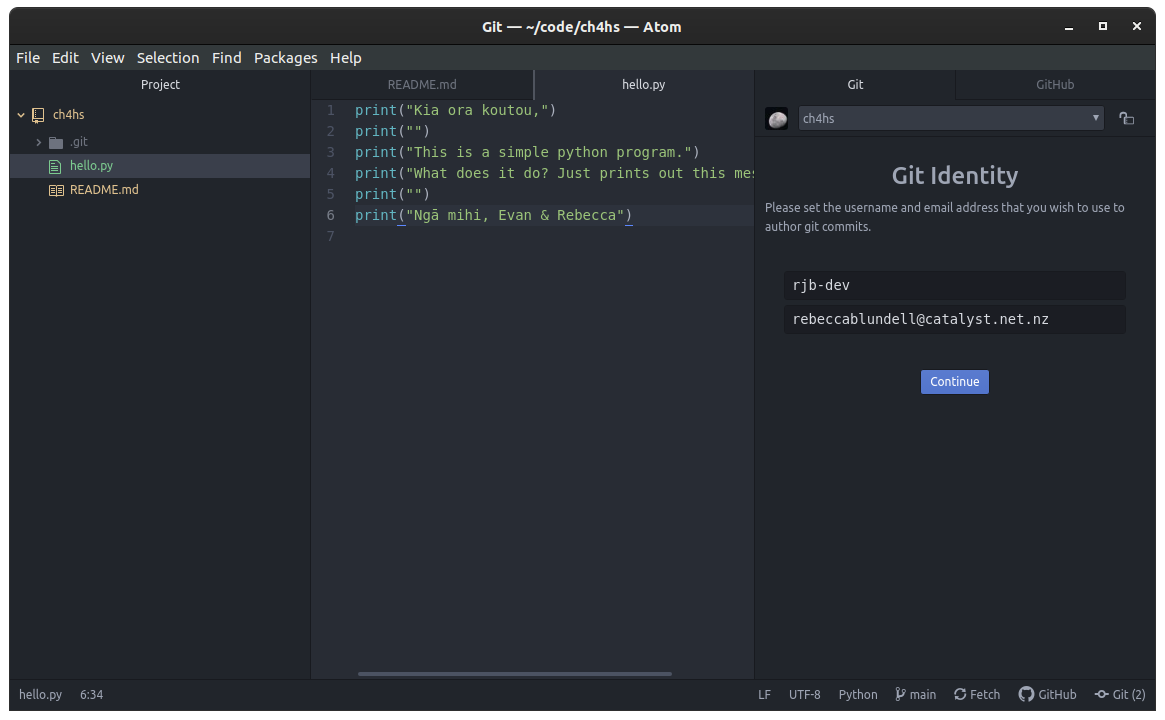 Git — ~/code/ch4hs — Atom
File Edit View Selection Find Packages Help
Project
ch4hs
.git
hello.py
README.md
README.md
hello.py
1 print("Kia ora koutou,")
2 print("")
3 print("This is a simple python program.")
4 print("What does it do? Just prints out this mes
5 print("")
6 print("Ngā mihi, Evan & Rebecca")
7
Git
GitHub
ch4hs
Git Identity
Please set the username and email address that you wish to use to
author git commits.
rjb-dev
rebeccablundell@catalyst.net.nz
Continue
hello.py 6:34
LF UTF-8 Python main Fetch GitHub Git (2)